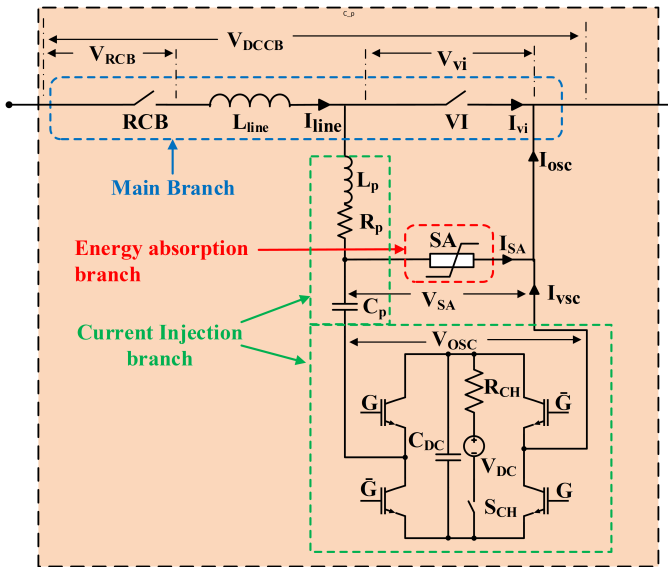 C_p
V_DCCB
V_RCB
V_vi
RCB
L_line
I_line
VI
I_vi
Main Branch
I_osc
L_p
R_p
Energy absorption
branch
SA
I_SA
C_p
V_SA
I_vsc
Current Injection
branch
V_OSC
G
R_CH
Ḡ
C_DC
V_DC
Ḡ
S_CH
G